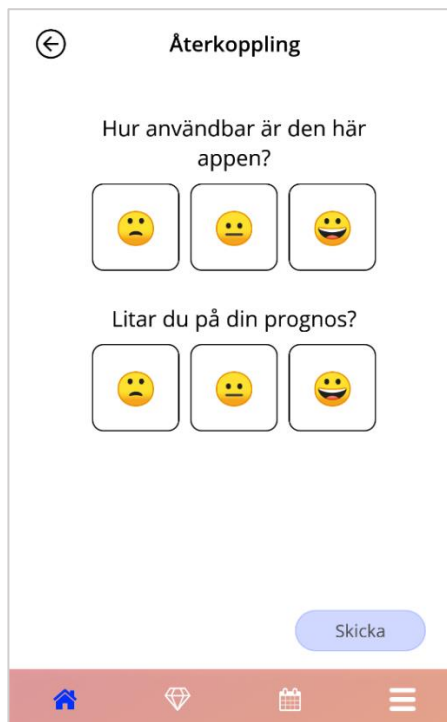 Återkoppling
Hur användbar är den här
appen?
Litar du på din prognos?
Skicka